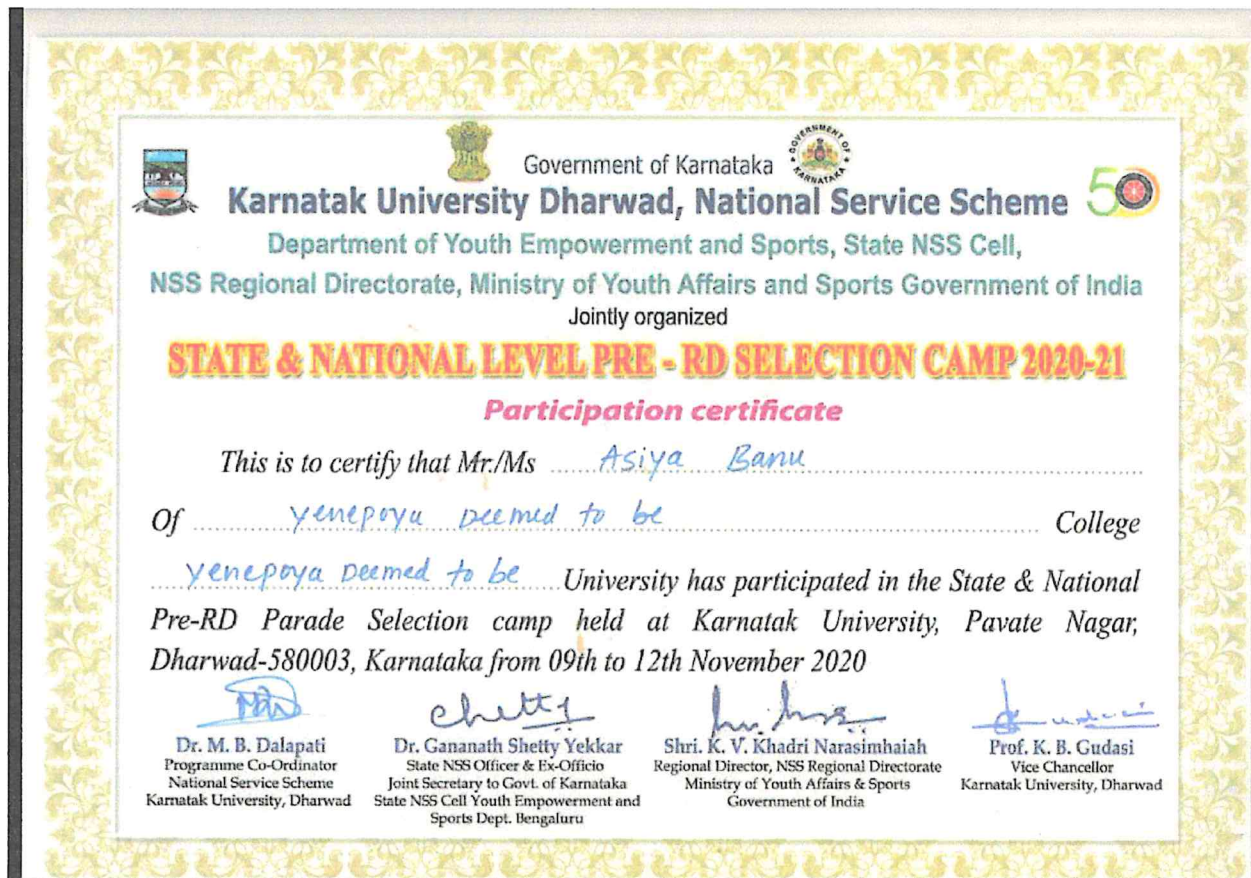 Government of Karnataka
GOVERNMENT OF KARNATAKA
Karnatak University Dharwad, National Service Scheme
50
Department of Youth Empowerment and Sports, State NSS Cell,
NSS Regional Directorate, Ministry of Youth Affairs and Sports Government of India
Jointly organized
STATE & NATIONAL LEVEL PRE - RD SELECTION CAMP 2020-21
Participation certificate
This is to certify that Mr./Ms Asiya Banu
Of Yenepoya Deemed to be College
Yenepoya Deemed to be University has participated in the State & National
Pre-RD Parade Selection camp held at Karnatak University, Pavate Nagar,
Dharwad-580003, Karnataka from 09th to 12th November 2020
Dr. M. B. Dalapati
Programme Co-Ordinator
National Service Scheme
Karnatak University, Dharwad
Dr. Gananath Shetty Yekkar
State NSS Officer & Ex-Officio
Joint Secretary to Govt. of Karnataka
State NSS Cell Youth Empowerment and
Sports Dept. Bengaluru
Shri. K. V. Khadri Narasimhaiah
Regional Director, NSS Regional Directorate
Ministry of Youth Affairs & Sports
Government of India
Prof. K. B. Gudasi
Vice Chancellor
Karnatak University, Dharwad